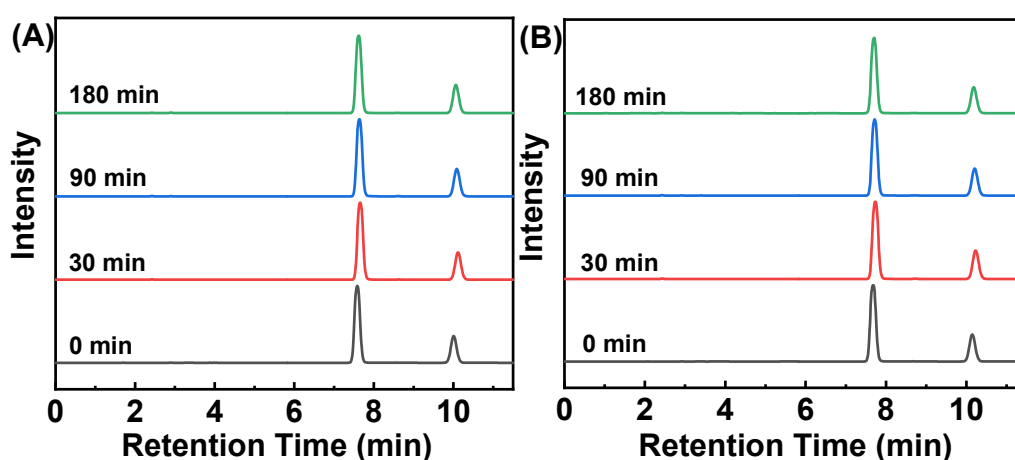 (A)
180 min
90 min
30 min
0 min
Intensity
0 2 4 6 8 10
Retention Time (min)
(B)
180 min
90 min
30 min
0 min
Intensity
0 2 4 6 8 10
Retention Time (min)